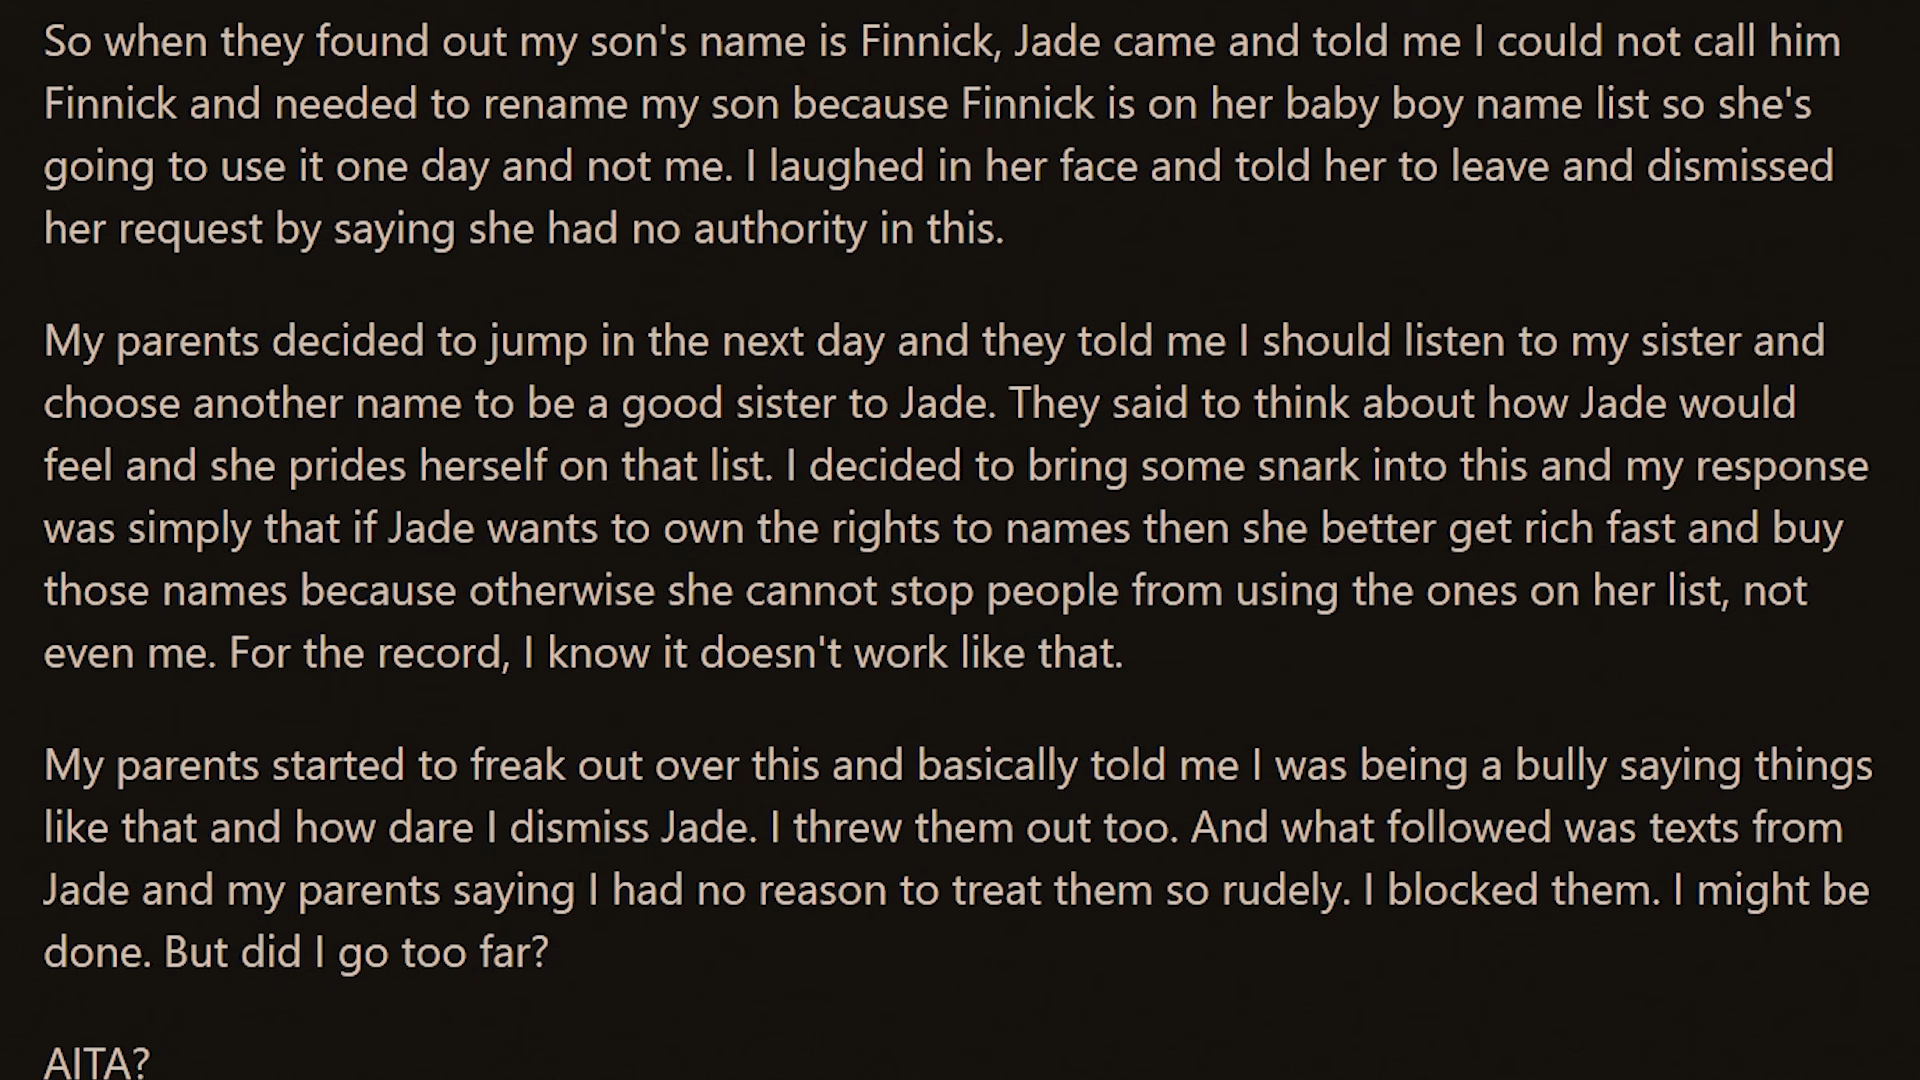 So when they found out my son's name is Finnick, Jade came and told me I could not call him
Finnick and needed to rename my son because Finnick is on her baby boy name list so she's
going to use it one day and not me. I laughed in her face and told her to leave and dismissed
her request by saying she had no authority in this.
My parents decided to jump in the next day and they told me I should listen to my sister and
choose another name to be a good sister to Jade. They said to think about how Jade would
feel and she prides herself on that list. I decided to bring some snark into this and my response
was simply that if Jade wants to own the rights to names then she better get rich fast and buy
those names because otherwise she cannot stop people from using the ones on her list, not
even me. For the record, I know it doesn't work like that.
My parents started to freak out over this and basically told me I was being a bully saying things
like that and how dare I dismiss Jade. I threw them out too. And what followed was texts from
Jade and my parents saying I had no reason to treat them so rudely. I blocked them. I might be
done. But did I go too far?
AITA?